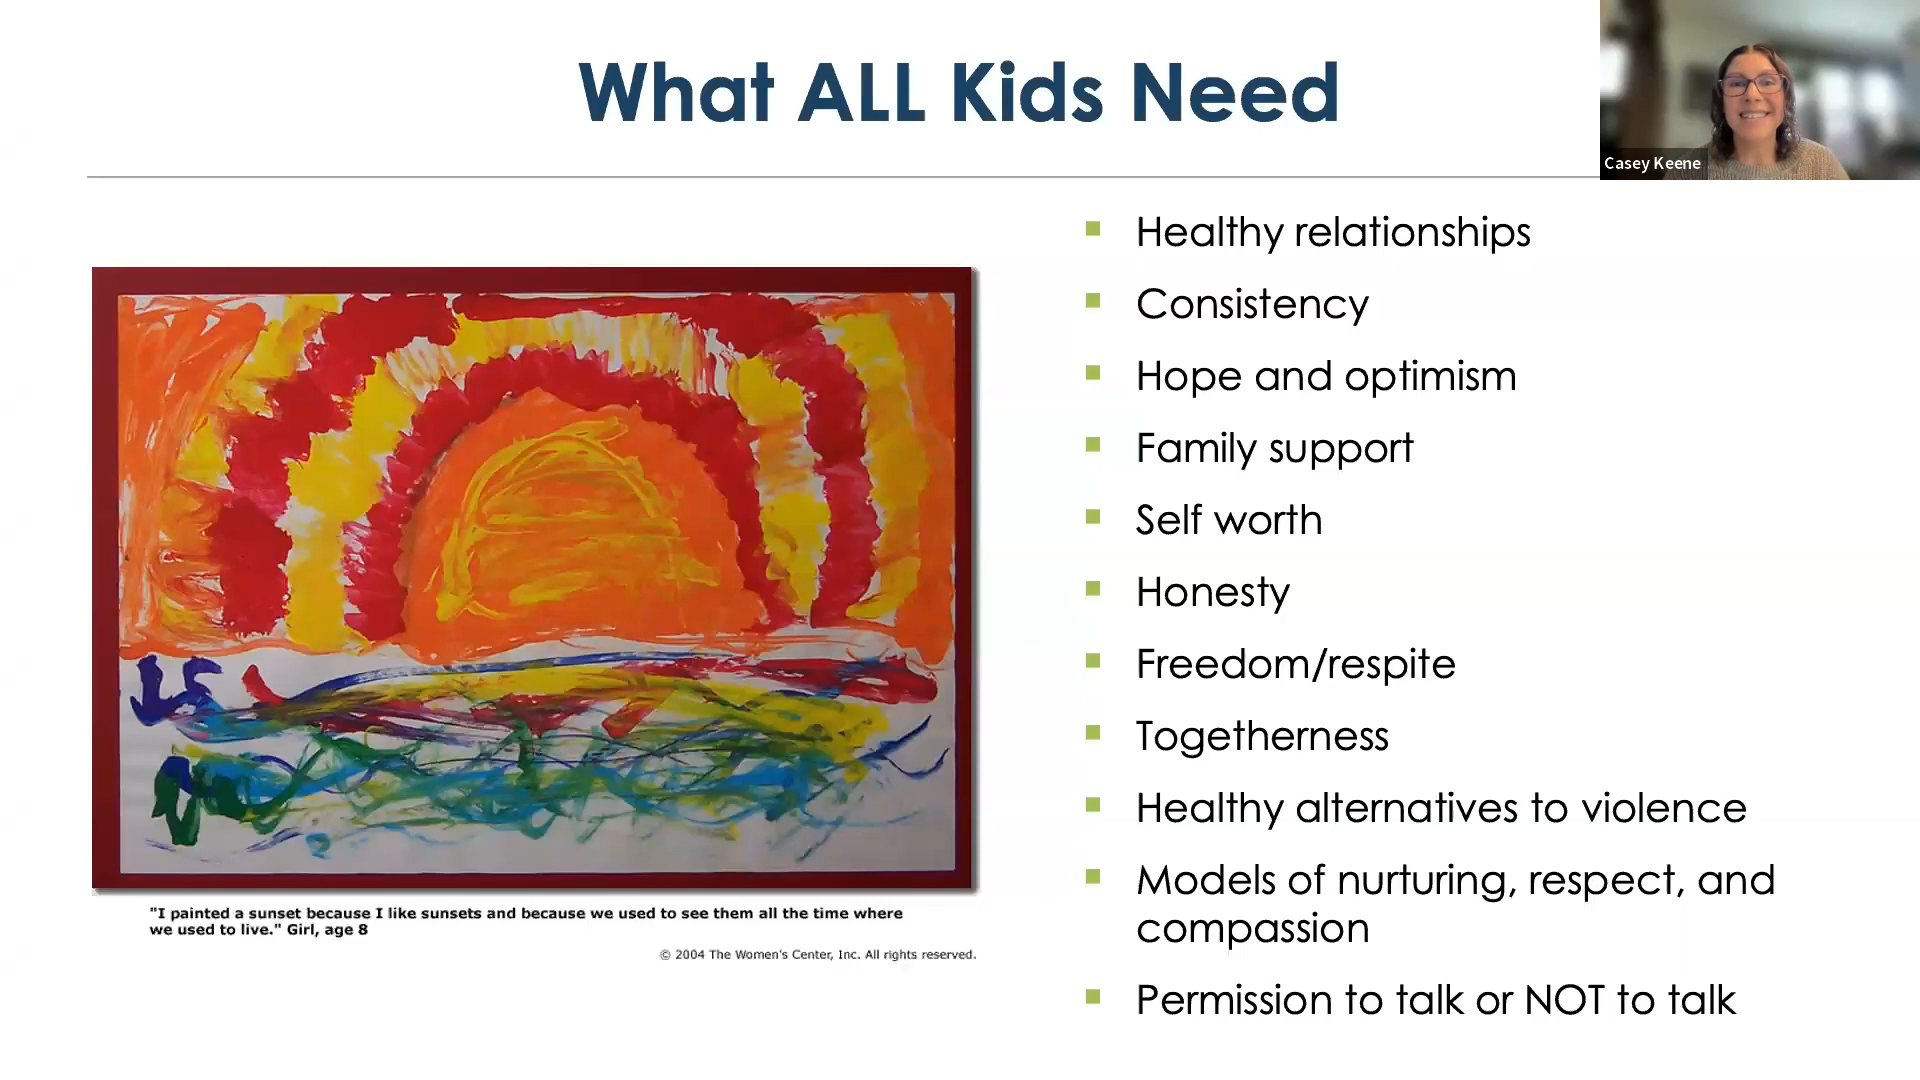 What ALL Kids Need
Casey Keene
Healthy relationships
Consistency
Hope and optimism
Family support
Self worth
Honesty
Freedom/respite
Togetherness
Healthy alternatives to violence
Models of nurturing, respect, and
compassion
Permission to talk or NOT to talk
"I painted a sunset because I like sunsets and because we used to see them all the time where
we used to live." Girl, age 8
© 2004 The Women's Center, Inc. All rights reserved.